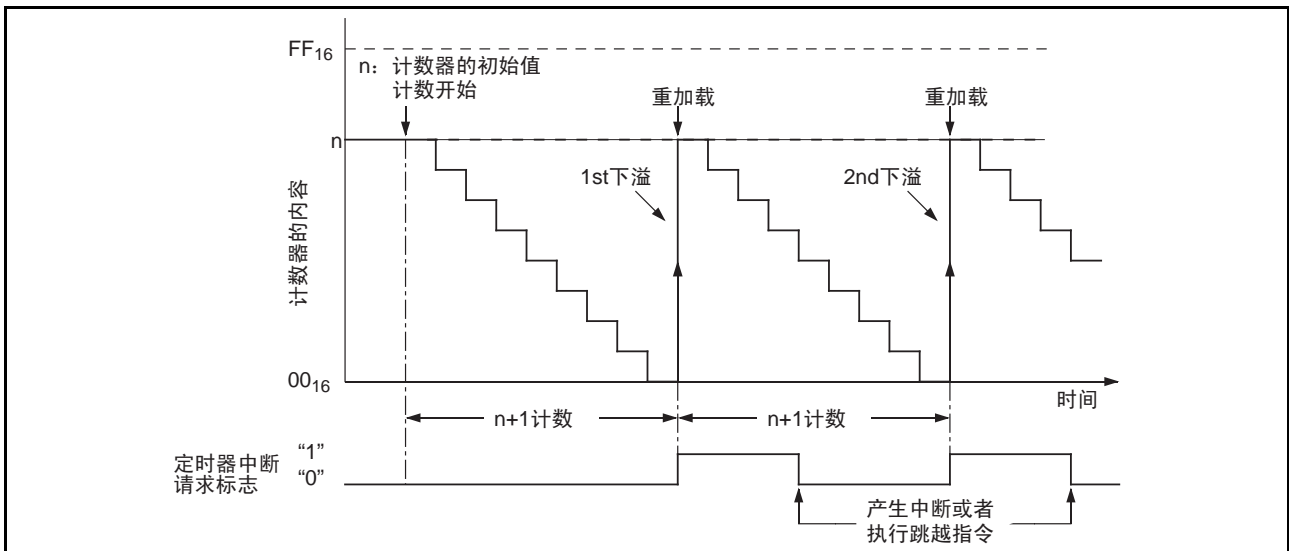 FF16
n：计数器的初始值
计数开始
重加载
重加载
n
1st下溢
2nd下溢
计数器的内容
0016
时间
n+1计数
n+1计数
定时器中断
请求标志
“1”
“0”
产生中断或者
执行跳越指令